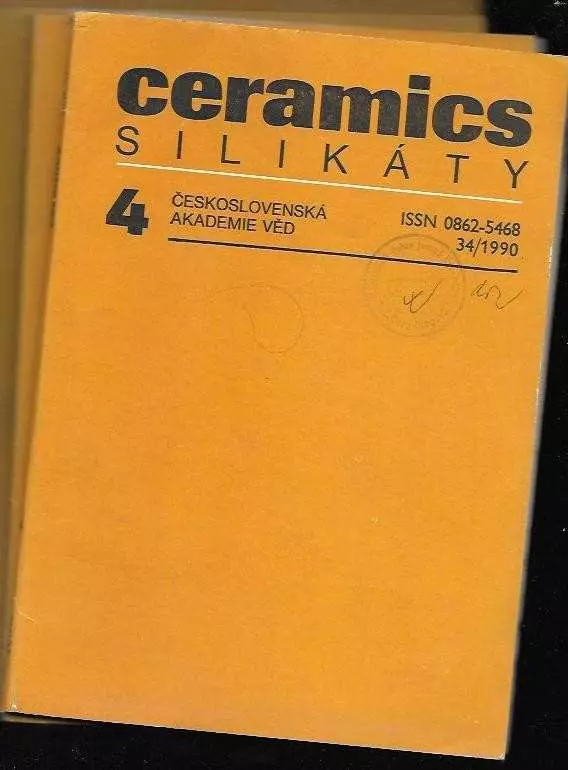 ceramics
SILIKÁTY
4
ČESKOSLOVENSKÁ
AKADEMIE VĚD
ISSN 0862-5468
34/1990